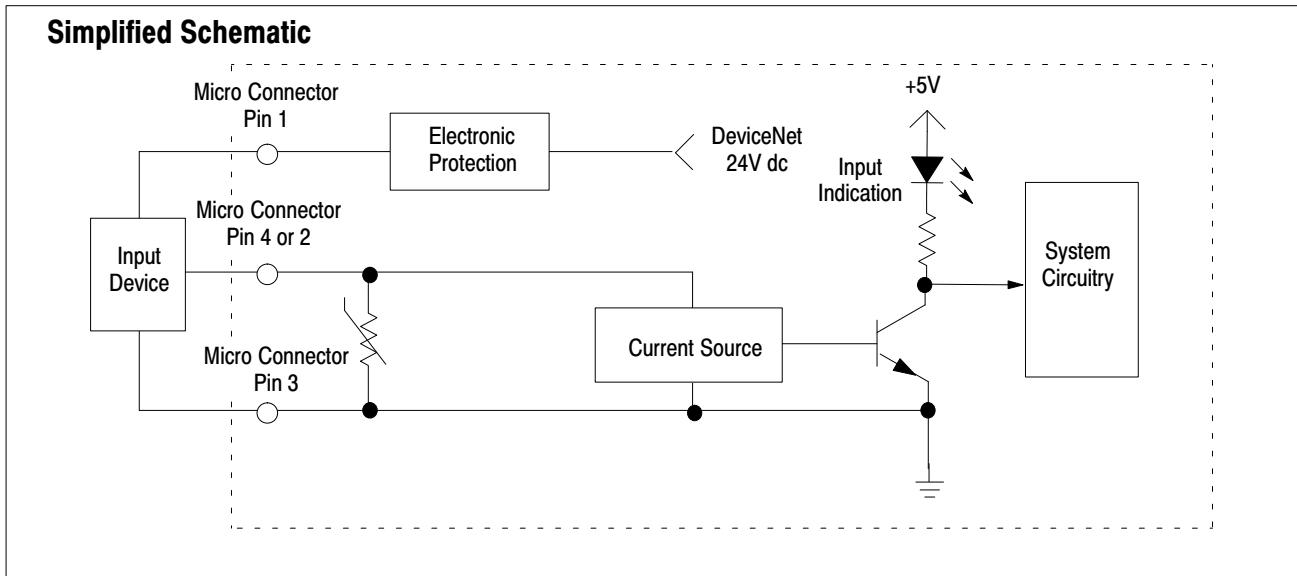 Simplified Schematic
Micro Connector
Pin 1
Electronic
Protection
DeviceNet
24V dc
+5V
Input
Indication
Micro Connector
Pin 4 or 2
Input
Device
System
Circuitry
Current Source
Micro Connector
Pin 3